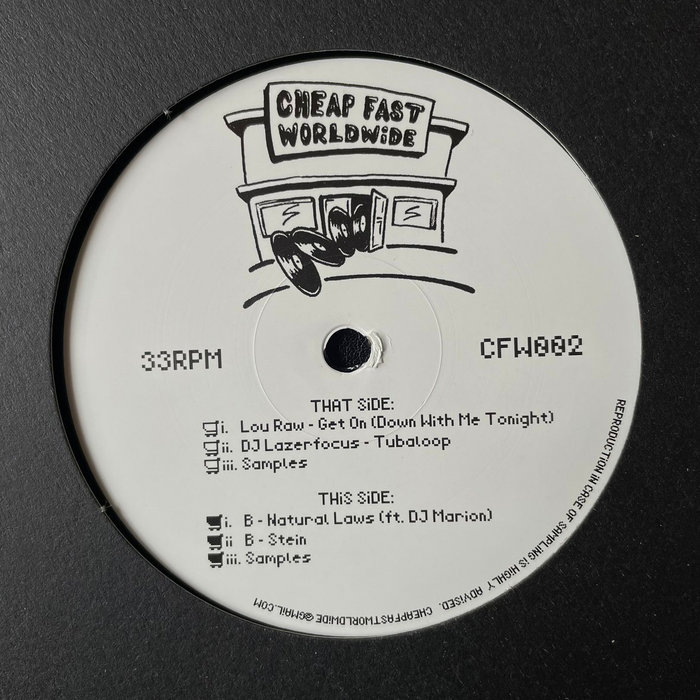 CHEAP FAST
WORLDWiDE
33RPM
CFW002
THAT SiDE:
i. Lou Raw - Get On (Down With Me Tonight)
ii. DJ Lazerfocus - Tubaloop
iii. Samples
THiS SiDE:
i. B - Natural Laws (ft. DJ Marion)
ii B - Stein
iii. Samples
REPRODUCTiON iN CASE OF SAMPLiNG iS HiGHLY ADViSED. CHEAPFASTWORLDWiDE@GMAiL.COM